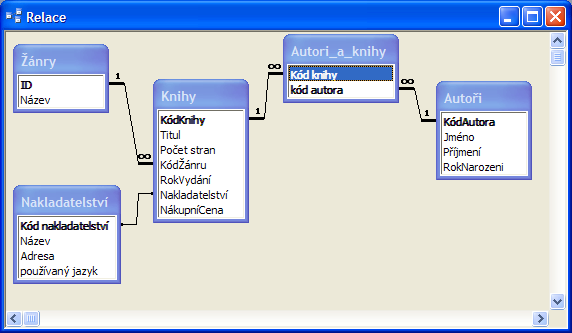 Relace
Žánry
ID
Název
1
∞
Knihy
KódKnihy
Titul
Počet stran
KódŽánru
RokVydání
Nakladatelství
NákupníCena
1
∞
Autori_a_knihy
Kód knihy
kód autora
∞
1
Autoři
KódAutora
Jméno
Příjmení
RokNarozeni
Nakladatelství
Kód nakladatelství
Název
Adresa
používaný jazyk